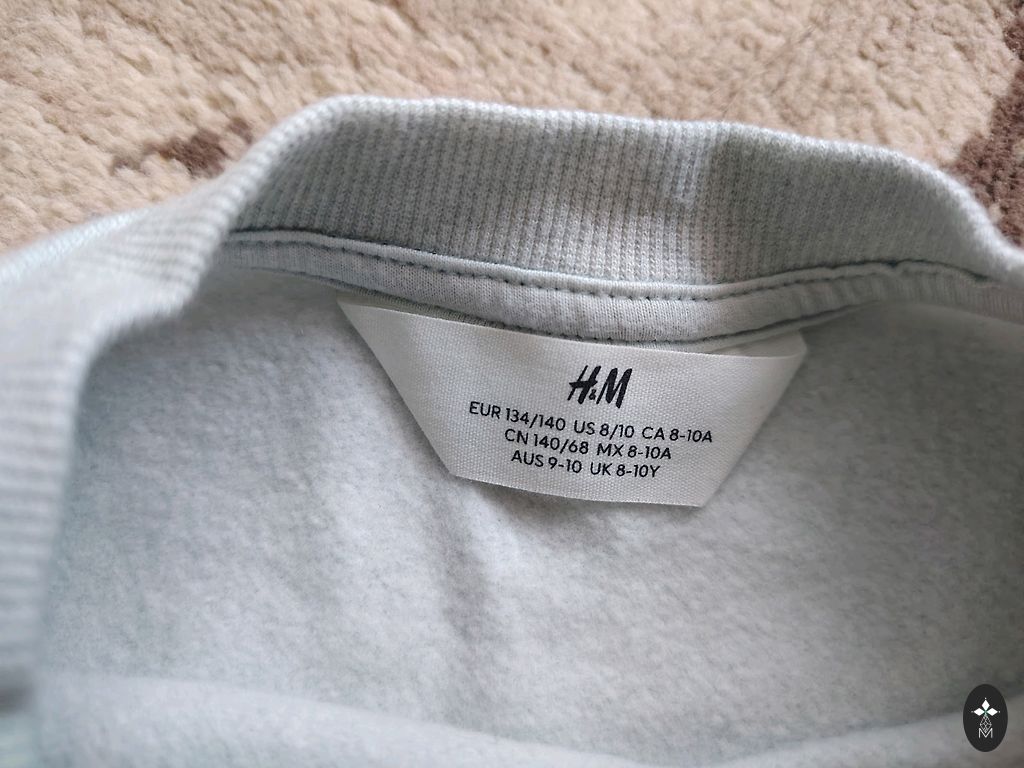 H&M
EUR 134/140 US 8/10 CA 8-10A
CN 140/68 MX 8-10A
AUS 9-10 UK 8-10Y
M